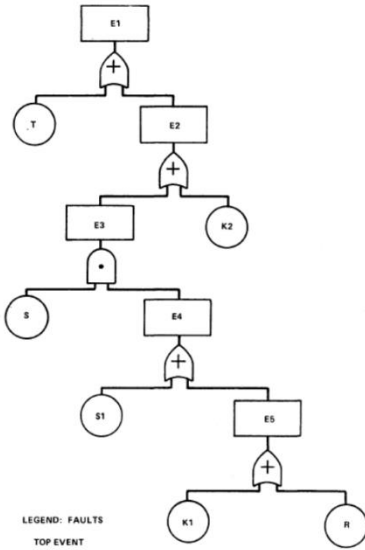 E1
+
T
E2
+
E3
K2
•
S
E4
+
S1
E5
+
K1
R
LEGEND: FAULTS
TOP EVENT